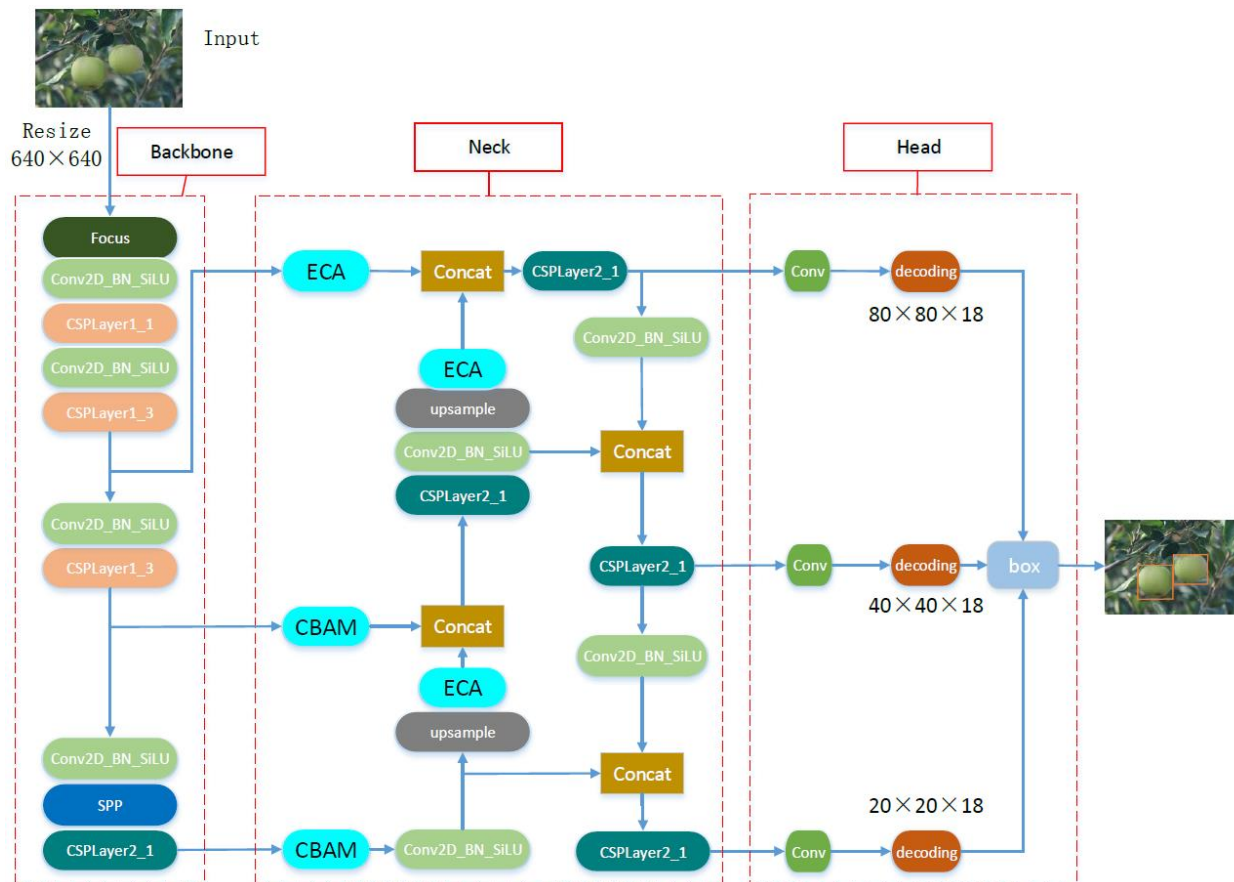 Input
Resize
640×640
Backbone
Neck
Head
Focus
Conv2D_BN_SiLU
CSPLayer1_1
Conv2D_BN_SiLU
CSPLayer1_3
Conv2D_BN_SiLU
CSPLayer1_3
Conv2D_BN_SiLU
SPP
CSPLayer2_1
ECA
Concat
CSPLayer2_1
Conv2D_BN_SiLU
ECA
upsample
Conv2D_BN_SiLU
CSPLayer2_1
Concat
CSPLayer2_1
CBAM
Concat
Conv2D_BN_SiLU
ECA
upsample
Concat
CBAM
Conv2D_BN_SiLU
CSPLayer2_1
Conv
decoding
80×80×18
Conv
decoding
box
40×40×18
20×20×18
Conv
decoding